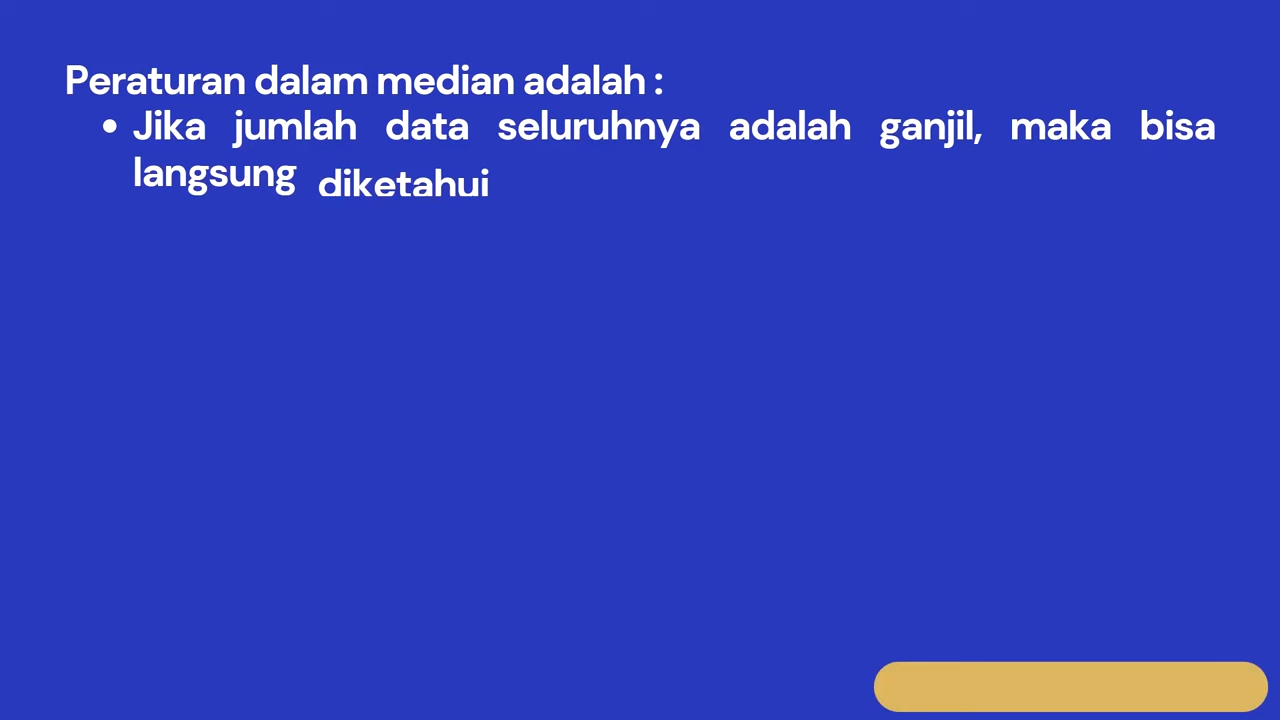 Peraturan dalam median adalah :
• Jika jumlah data seluruhnya adalah ganjil, maka bisa
langsung diketahui